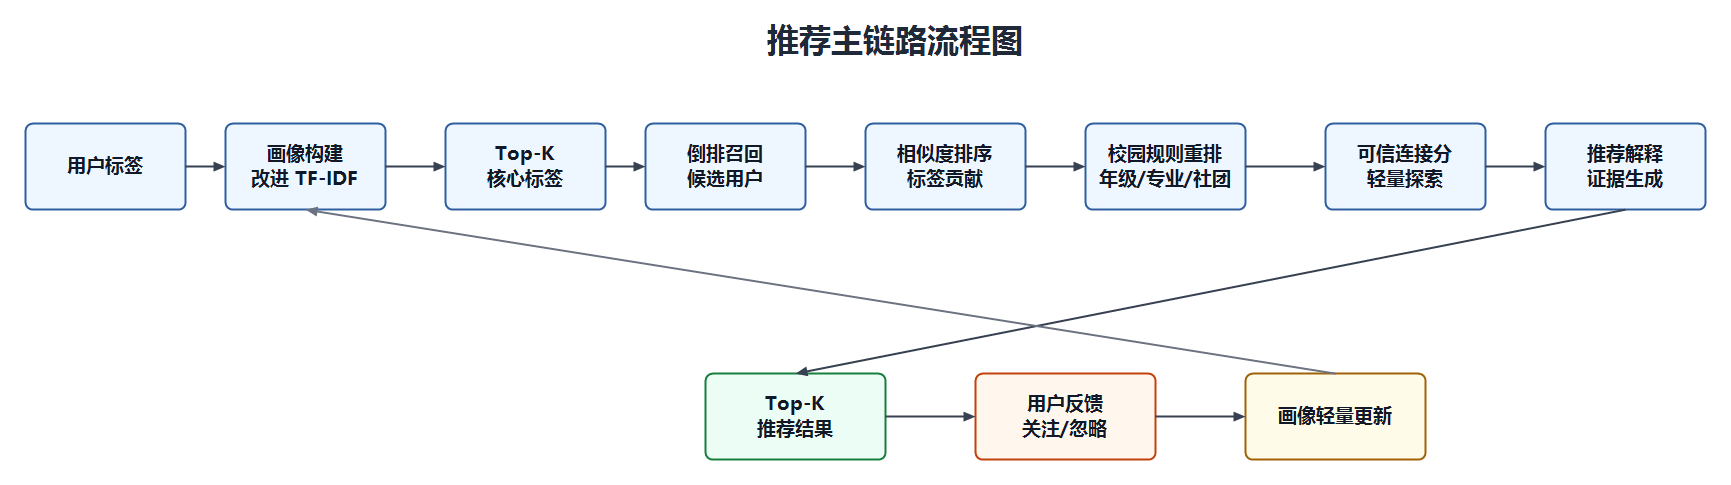 推荐主链路流程图
用户标签
画像构建
改进 TF-IDF
Top-K
核心标签
倒排召回
候选用户
相似度排序
标签贡献
校园规则重排
年级/专业/社团
可信连接分
轻量探索
推荐解释
证据生成
Top-K
推荐结果
用户反馈
关注/忽略
画像轻量更新